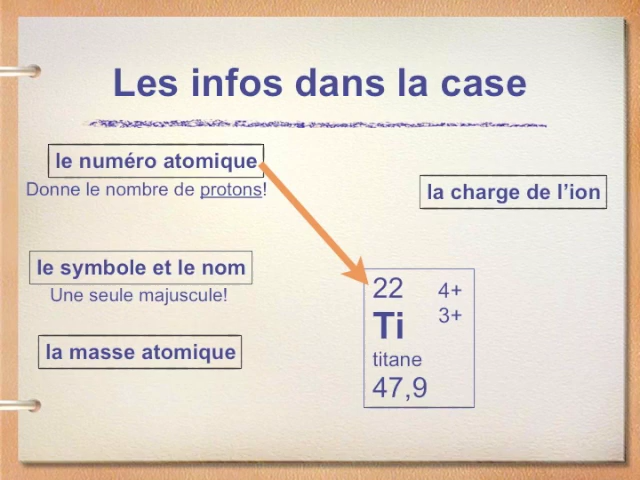 Les infos dans la case
le numéro atomique
Donne le nombre de protons!
la charge de l’ion
le symbole et le nom
Une seule majuscule!
la masse atomique
22 4+
3+
Ti
titane
47,9